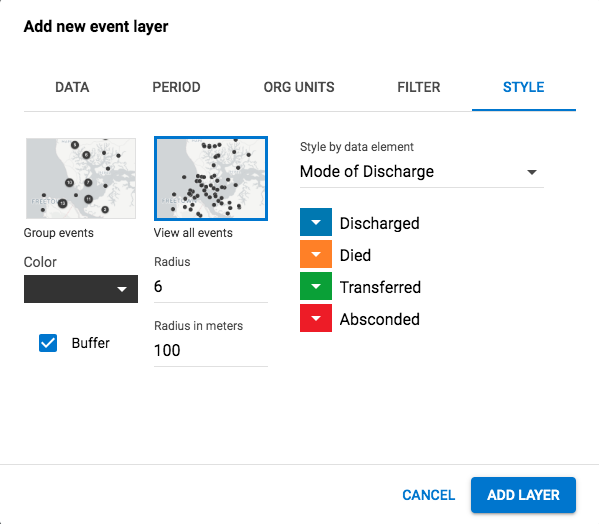 Add new event layer
DATA
PERIOD
ORG UNITS
FILTER
STYLE
Group events
View all events
Color
Radius
6
Buffer
Radius in meters
100
Style by data element
Mode of Discharge
Discharged
Died
Transferred
Absconded
CANCEL
ADD LAYER